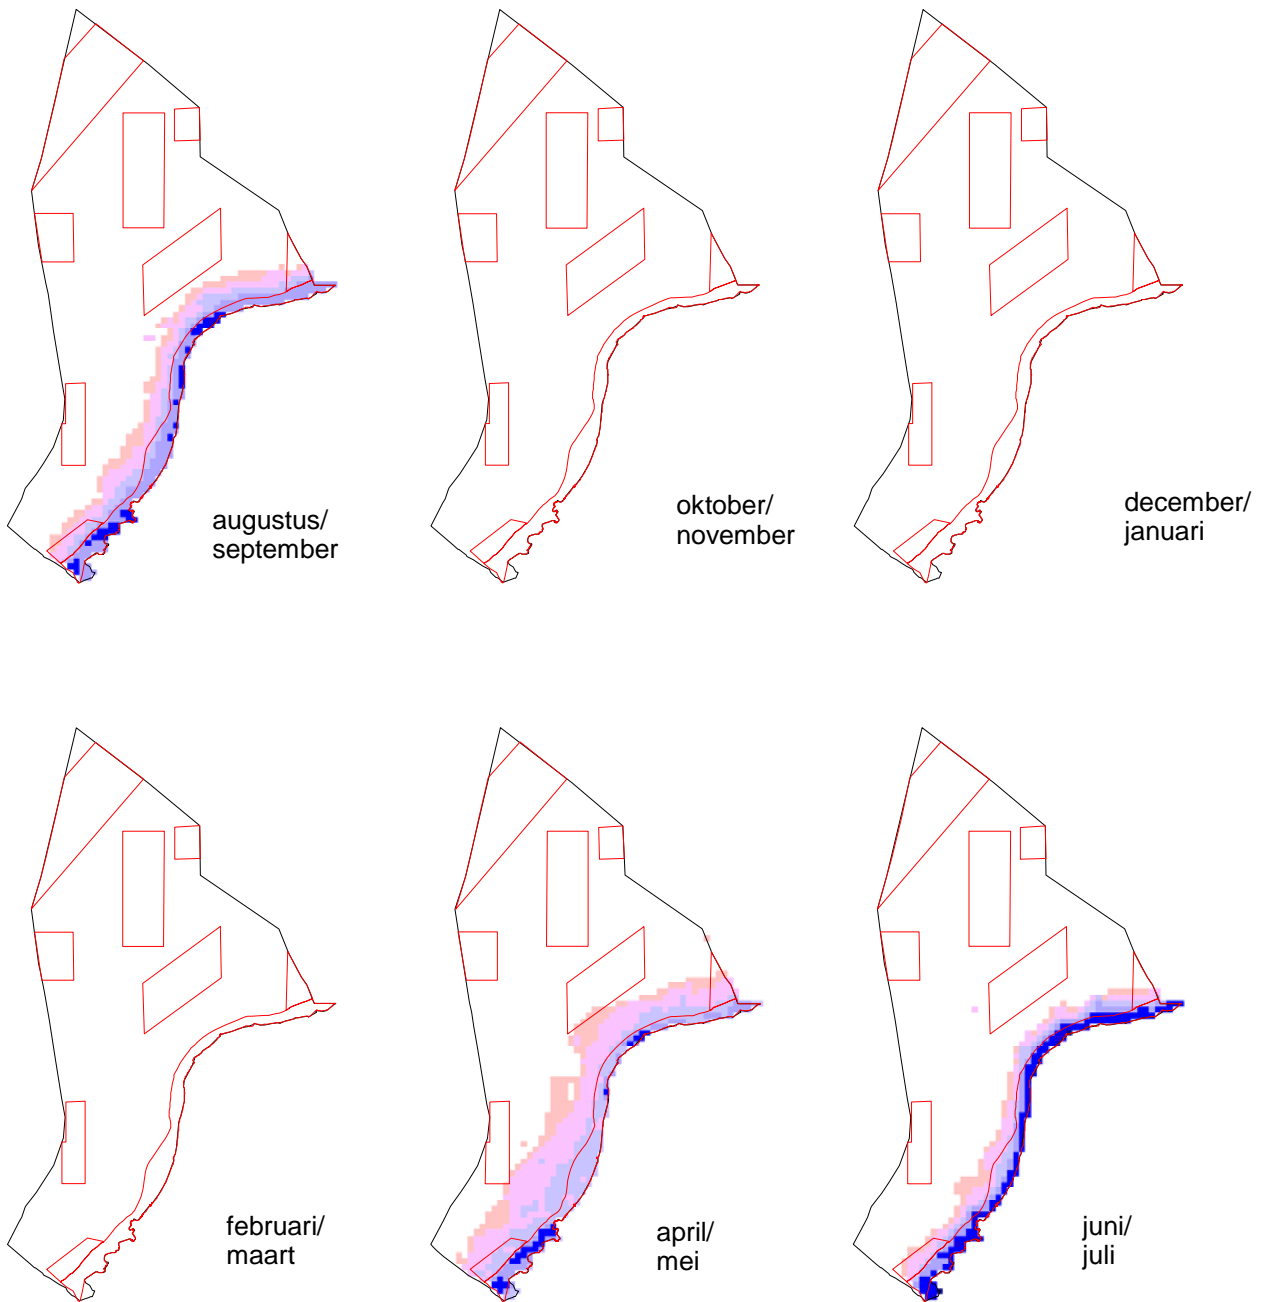 augustus/
september
oktober/
november
december/
januari
februari/
maart
april/
mei
juni/
juli